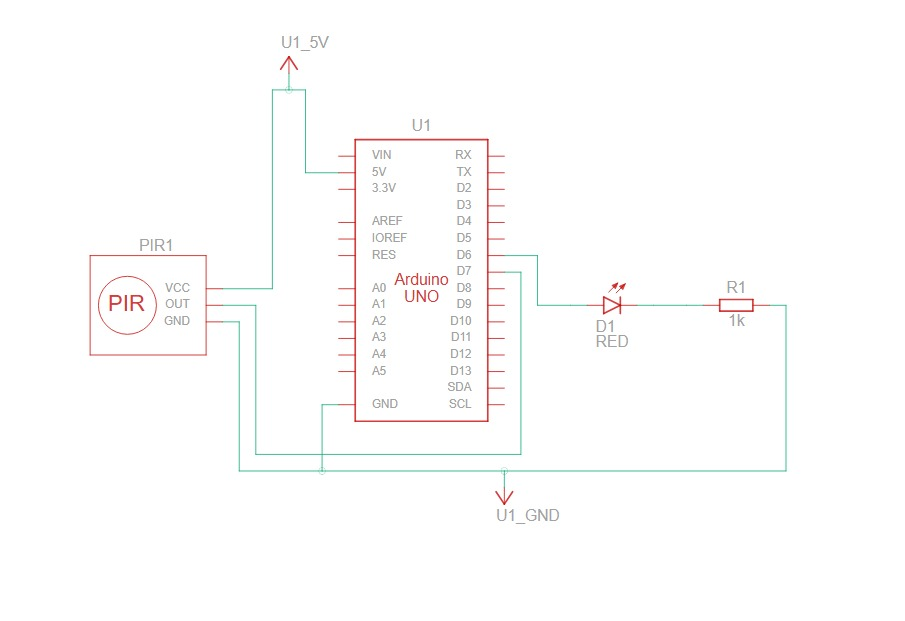 U1_5V
U1
VIN
5V
3.3V
AREF
IOREF
RES
A0
A1
A2
A3
A4
A5
GND
RX
TX
D2
D3
D4
D5
D6
D7
D8
D9
D10
D11
D12
D13
SDA
SCL
Arduino
UNO
PIR1
PIR
VCC
OUT
GND
D1
RED
R1
1k
U1_GND